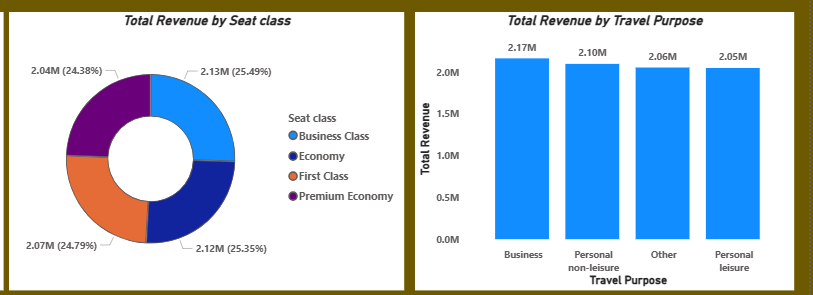 Total Revenue by Seat class
2.04M (24.38%)
2.13M (25.49%)
2.07M (24.79%)
2.12M (25.35%)
Seat class
Business Class
Economy
First Class
Premium Economy
Total Revenue by Travel Purpose
Total Revenue
2.0M
1.5M
1.0M
0.5M
0.0M
2.17M
2.10M
2.06M
2.05M
Business
Personal
non-leisure
Other
Personal
leisure
Travel Purpose